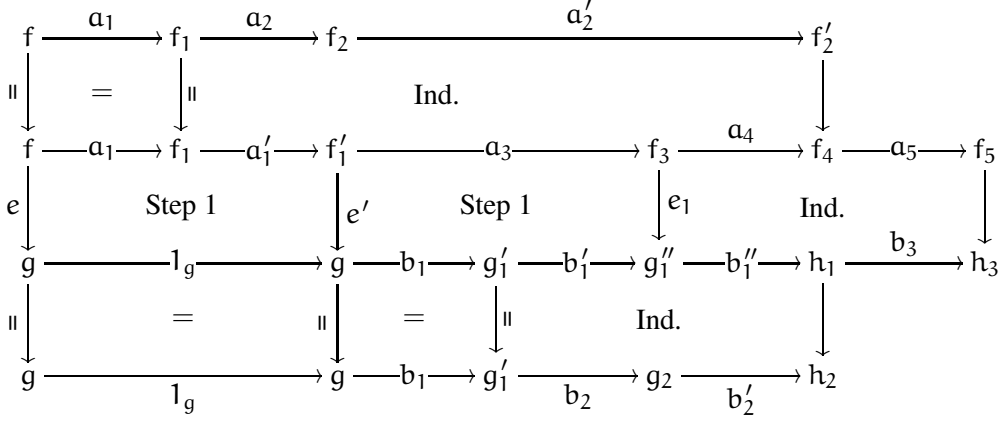 a₁ a₂ a₂′
f f₁ f₂ f₂′
= = = Ind.
f a₁ f₁ a₁′ f₁′ a₃ f₃ a₄ f₄ a₅ f₅
e Step 1 e′ Step 1 e₁ Ind.
g 1_g g b₁ g₁′ b₁′ g₁″ b₁″ h₁ b₃ h₃
= = = = = Ind.
g 1_g g b₁ g₁′ b₂ g₂ b₂′ h₂